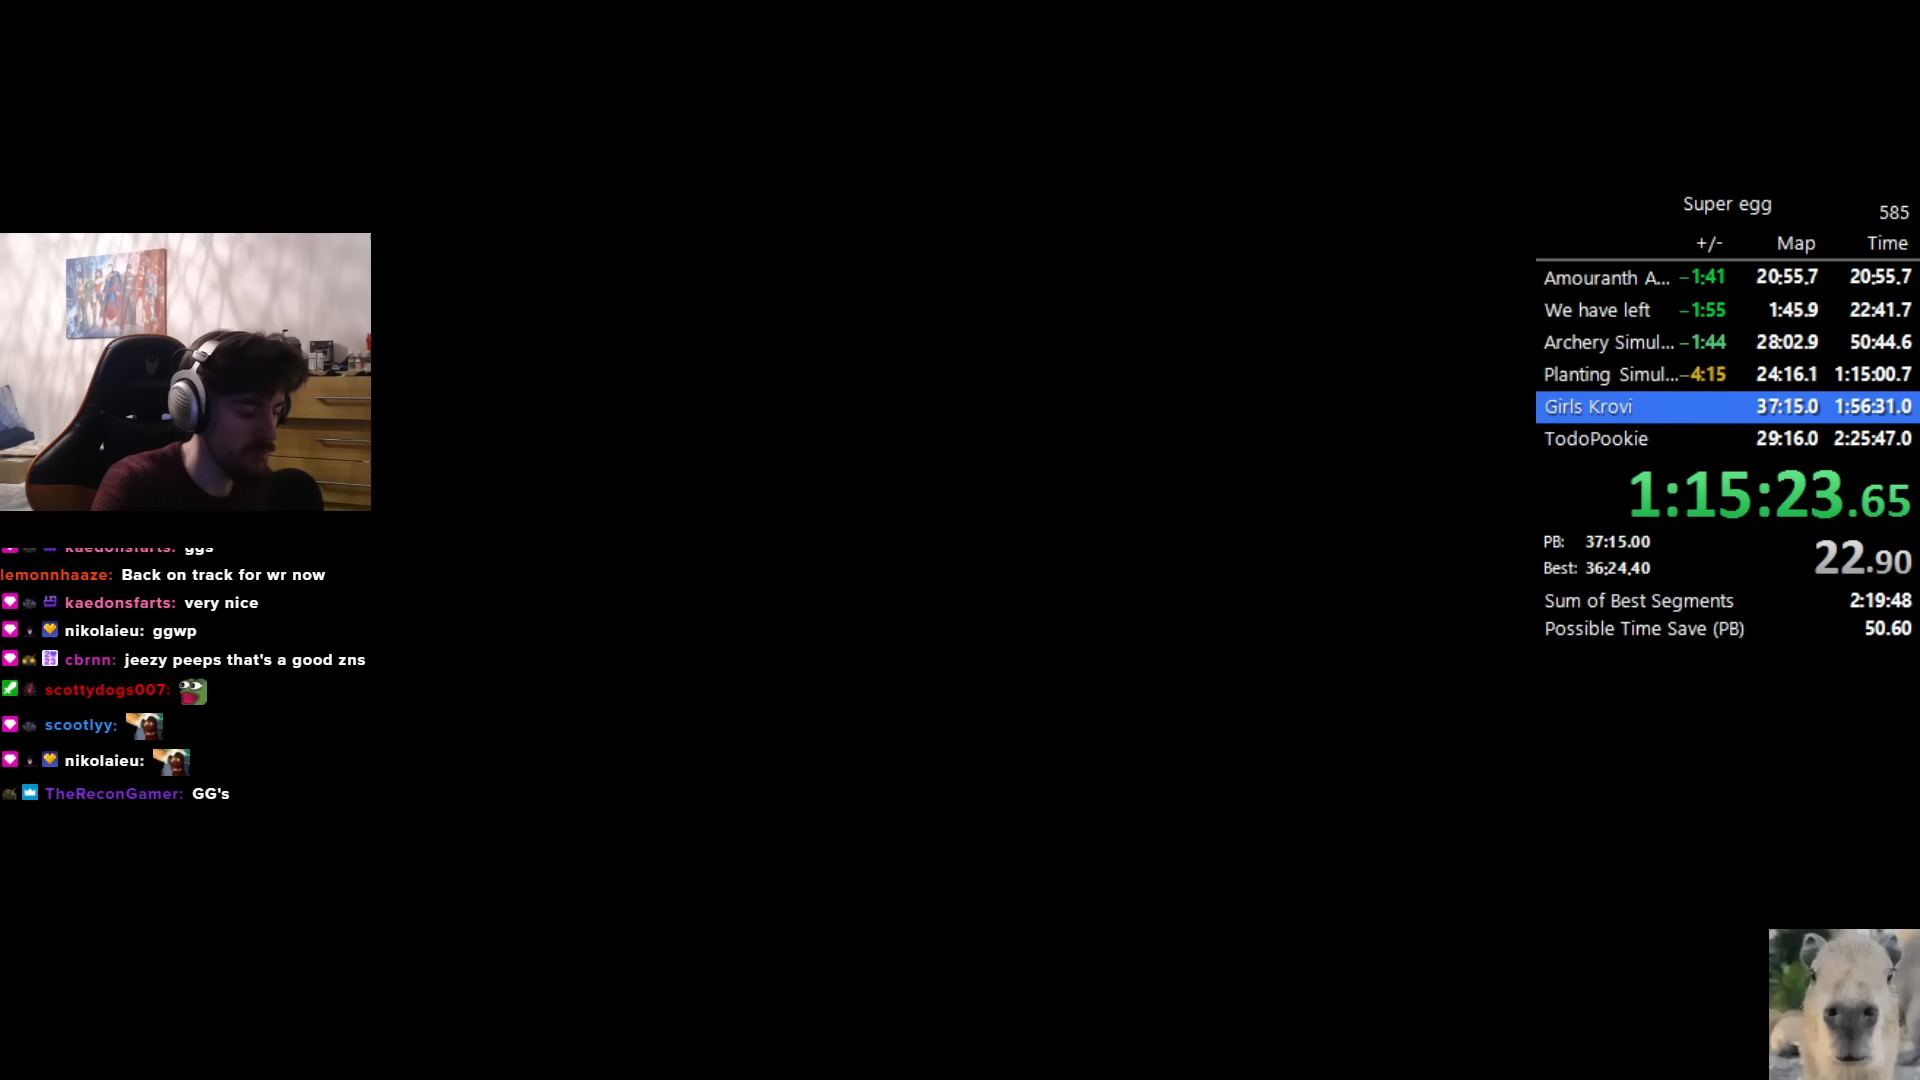 Super egg
585
+/- Map Time
Amouranth A... −1:41 20:55.7 20:55.7
We have left −1:55 1:45.9 22:41.7
Archery Simul... −1:44 28:02.9 50:44.6
Planting Simul... −4:15 24:16.1 1:15:00.7
Girls Krovi 37:15.0 1:56:31.0
TodoPookie 29:16.0 2:25:47.0
1:15:23.65
PB: 37:15.00
Best: 36:24.40
22.90
Sum of Best Segments 2:19:48
Possible Time Save (PB) 50.60
kaedonsfarts: ggs
lemonnhaaze: Back on track for wr now
kaedonsfarts: very nice
nikolaieu: ggwp
cbrnn: jeezy peeps that's a good zns
scottydogs007:
scootlyy:
nikolaieu:
TheReconGamer: GG's